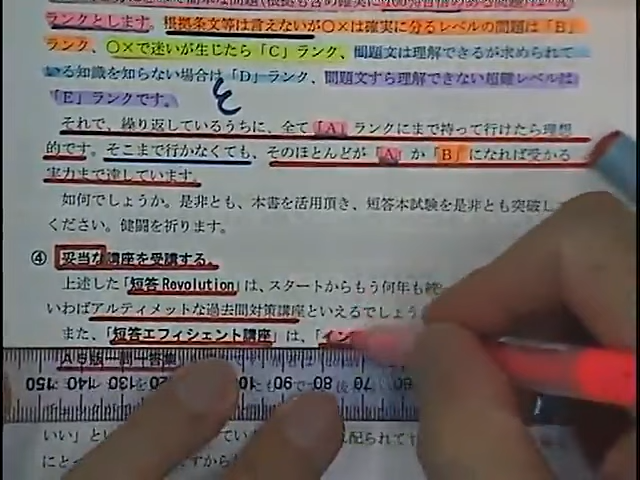 ランクとします。根拠条文等は言えないが○×は確実に分るレベルの問題は「B」
ランク、○×で迷いが生じたら「C」ランク、問題文は理解できるが求められて
いる知識を知らない場合は「D」ランク、問題文すら理解できない超難レベルは
「E」ランクです。
それで、繰り返しているうちに、全て「A」ランクにまで持って行けたら理想
的です。そこまで行かなくても、そのほとんどが「A」か「B」になれば受かる
実力まで達しています。
如何でしょうか。是非とも、本書を活用頂き、短答本試験を是非とも突破し
ください。健闘を祈ります。
④ 妥当な講座を受講する。
上述した「短答Revolution」は、スタートからもう何年も
いわばアルティメットな過去問対策講座といえるでしょう
また、「短答エフィシェント講座」は、「イン
150 140 130 120 100 90 80 70 60